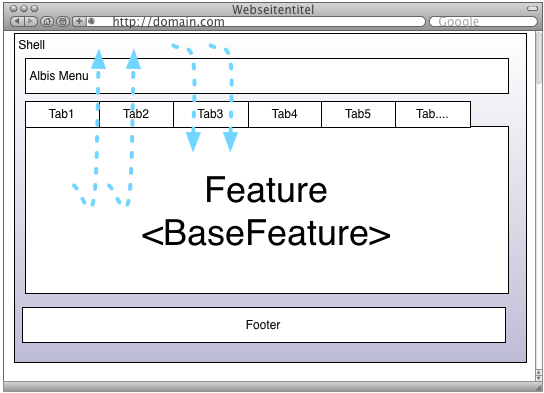 Webseitentitel
http://domain.com
Google
Shell
Albis Menu
Tab1 Tab2 Tab3 Tab4 Tab5 Tab....
Feature
<BaseFeature>
Footer